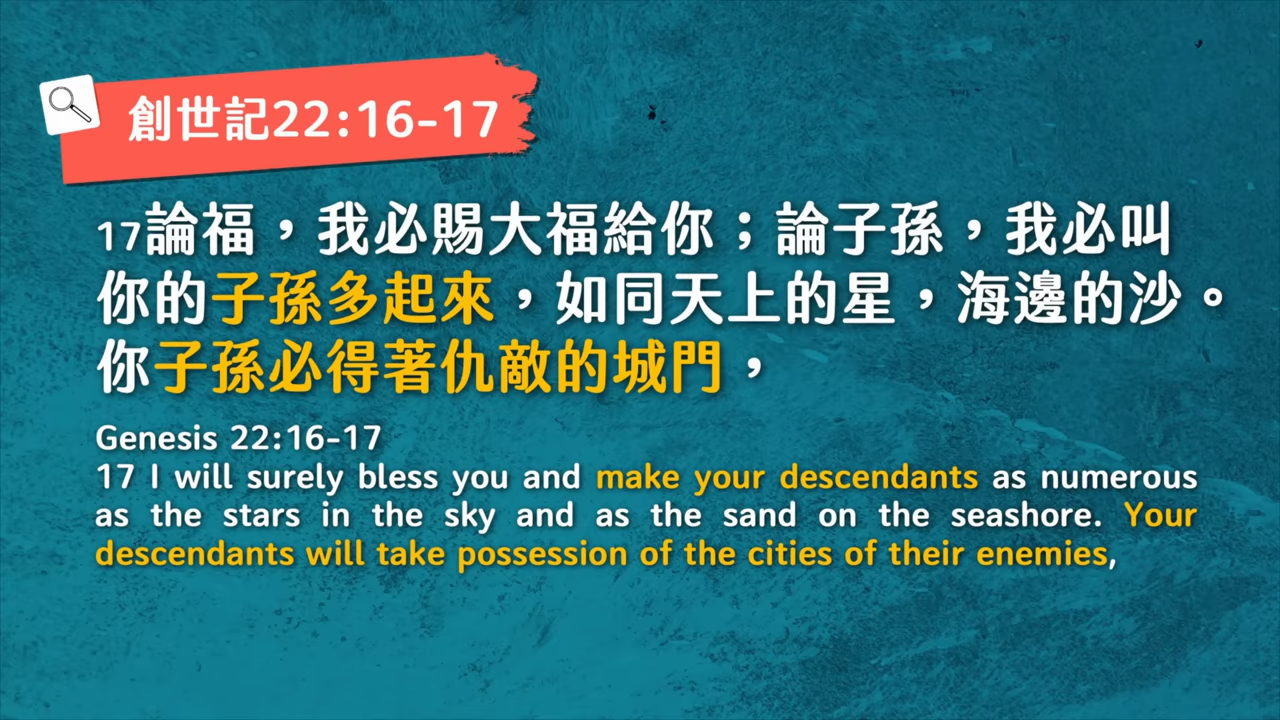 創世記22:16-17
17論福，我必賜大福給你；論子孫，我必叫
你的子孫多起來，如同天上的星，海邊的沙。
你子孫必得著仇敵的城門，
Genesis 22:16-17
17 I will surely bless you and make your descendants as numerous
as the stars in the sky and as the sand on the seashore. Your
descendants will take possession of the cities of their enemies,